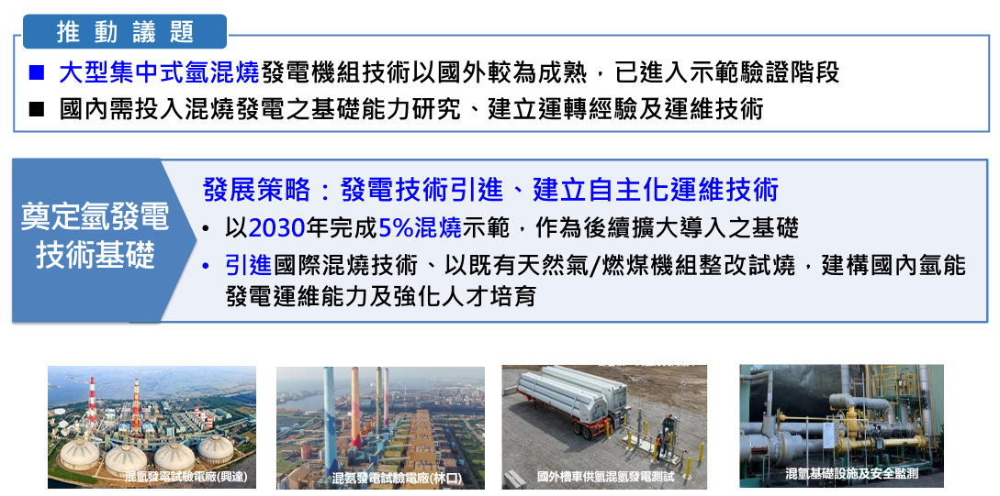 推動議題
■ 大型集中式氫混燒發電機組技術以國外較為成熟，已進入示範驗證階段
■ 國內需投入混燒發電之基礎能力研究、建立運轉經驗及運維技術
奠定氫發電
技術基礎
發展策略：發電技術引進、建立自主化運維技術
• 以2030年完成5%混燒示範，作為後續擴大導入之基礎
• 引進國際混燒技術、以既有天然氣/燃煤機組整改試燒，建構國內氫能
發電運維能力及強化人才培育
混氫發電試驗電廠(興達)
混氨發電試驗電廠(林口)
國外槽車供氫混氫發電測試
混氫基礎設施及安全監測